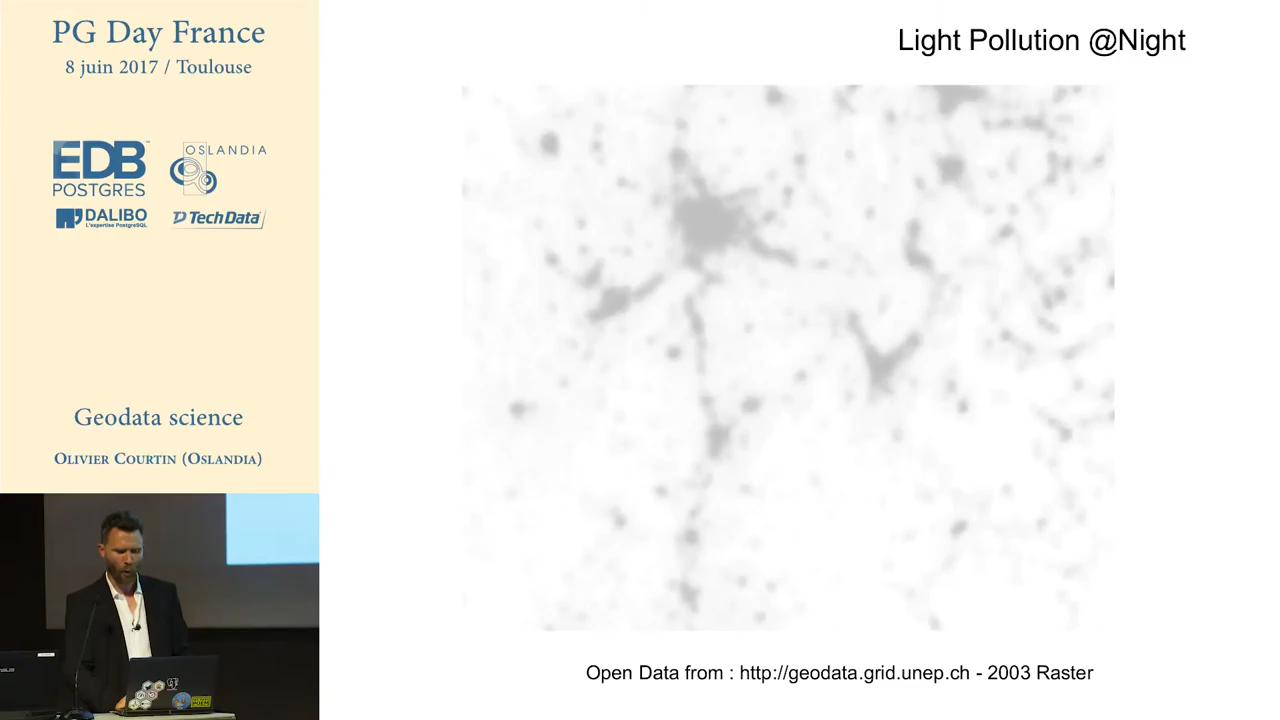 PG Day France
8 juin 2017 / Toulouse
EDB
POSTGRES
OSLANDIA
DALIBO
L'expertise PostgreSQL
Tech Data
Geodata science
Olivier Courtin (Oslandia)
Light Pollution @Night
Open Data from : http://geodata.grid.unep.ch - 2003 Raster